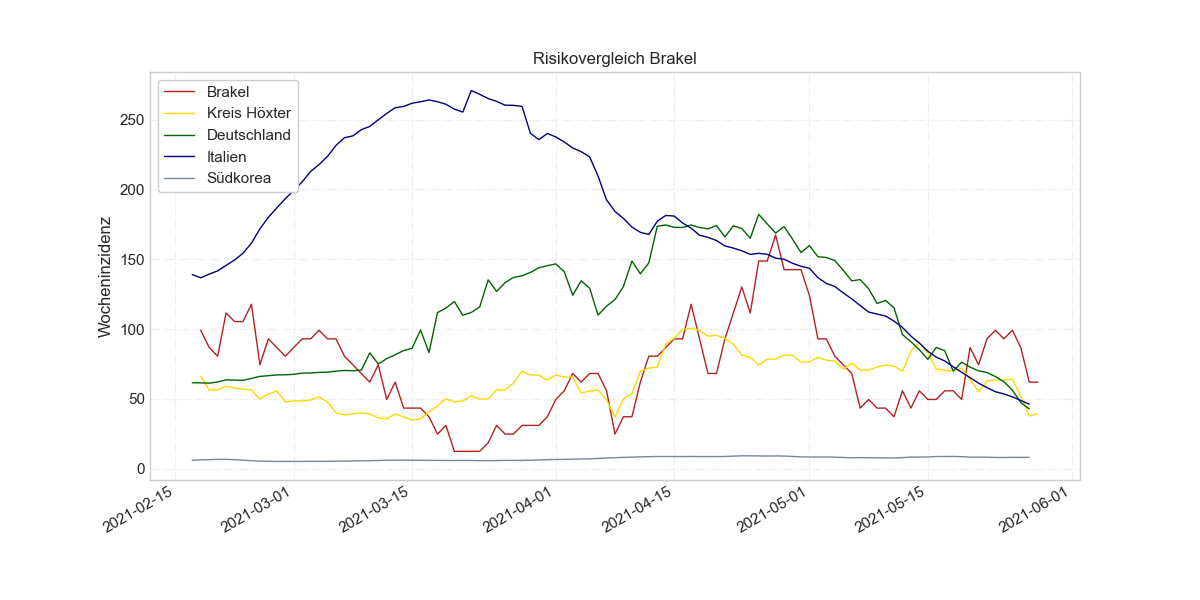 Risikovergleich Brakel
Brakel
Kreis Höxter
Deutschland
Italien
Südkorea
Wocheninzidenz
250
200
150
100
50
0
2021-02-15
2021-03-01
2021-03-15
2021-04-01
2021-04-15
2021-05-01
2021-05-15
2021-06-01